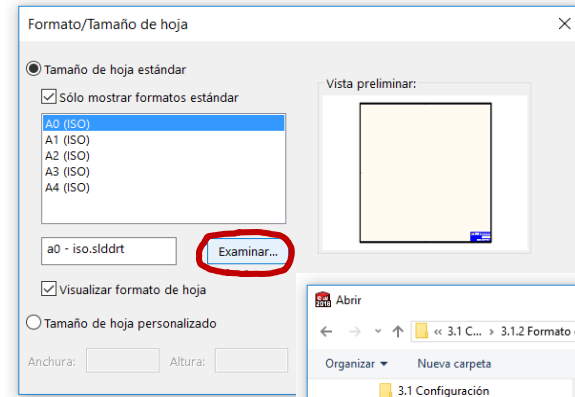 Formato/Tamaño de hoja
Tamaño de hoja estándar
Sólo mostrar formatos estándar
A0 (ISO)
A1 (ISO)
A2 (ISO)
A3 (ISO)
A4 (ISO)
a0 - iso.slddrt
Examinar...
Visualizar formato de hoja
Tamaño de hoja personalizado
Anchura:
Altura:
Vista preliminar:
Abrir
« 3.1 C... > 3.1.2 Formato
Organizar
Nueva carpeta
3.1 Configuración